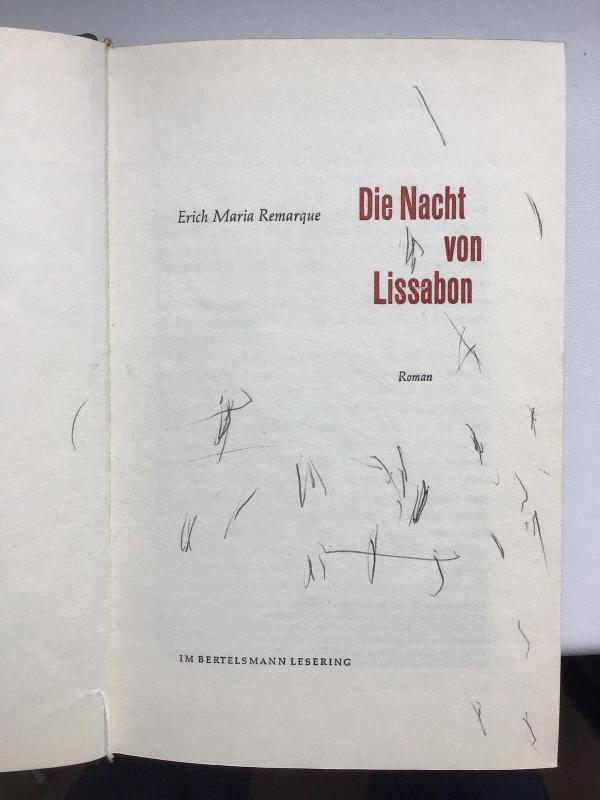 Erich Maria Remarque
Die Nacht
von
Lissabon
Roman
IM BERTELSMANN LESERING